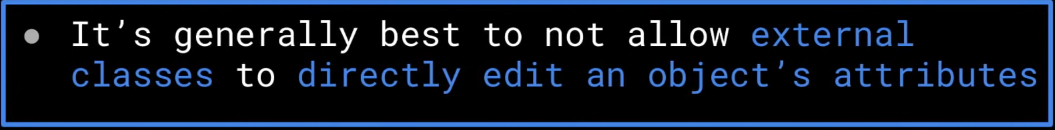 ● It’s generally best to not allow external
classes to directly edit an object’s attributes